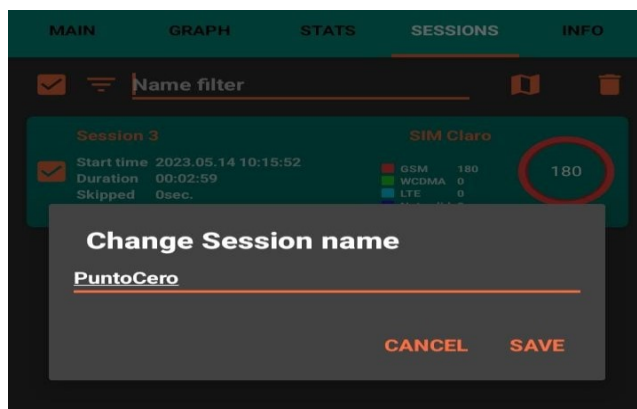 MAIN GRAPH STATS SESSIONS INFO
Name filter
Session 3 SIM Claro
Start time 2023.05.14 10:15:52
Duration 00:02:59
Skipped 0sec.
GSM 180
WCDMA 0
LTE 0
180
Change Session name
PuntoCero
CANCEL SAVE